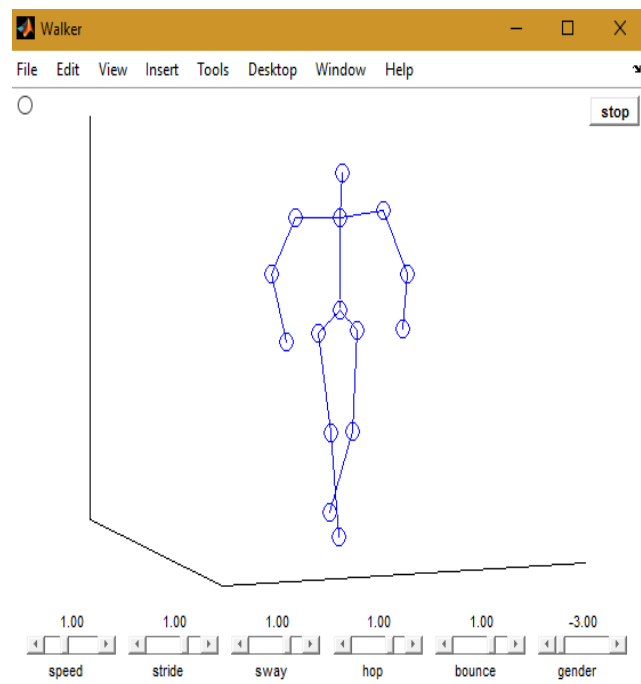 Walker
File Edit View Insert Tools Desktop Window Help
stop
1.00 1.00 1.00 1.00 1.00 -3.00
speed stride sway hop bounce gender